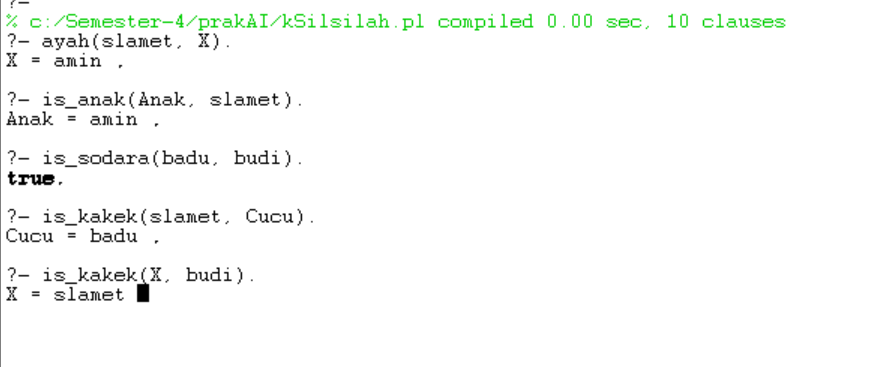 ?-
% c:/Semester-4/prakAI/kSilsilah.pl compiled 0.00 sec, 10 clauses
?- ayah(slamet, X).
X = amin .
?- is_anak(Anak, slamet).
Anak = amin .
?- is_sodara(badu, budi).
true.
?- is_kakek(slamet, Cucu).
Cucu = badu .
?- is_kakek(X, budi).
X = slamet